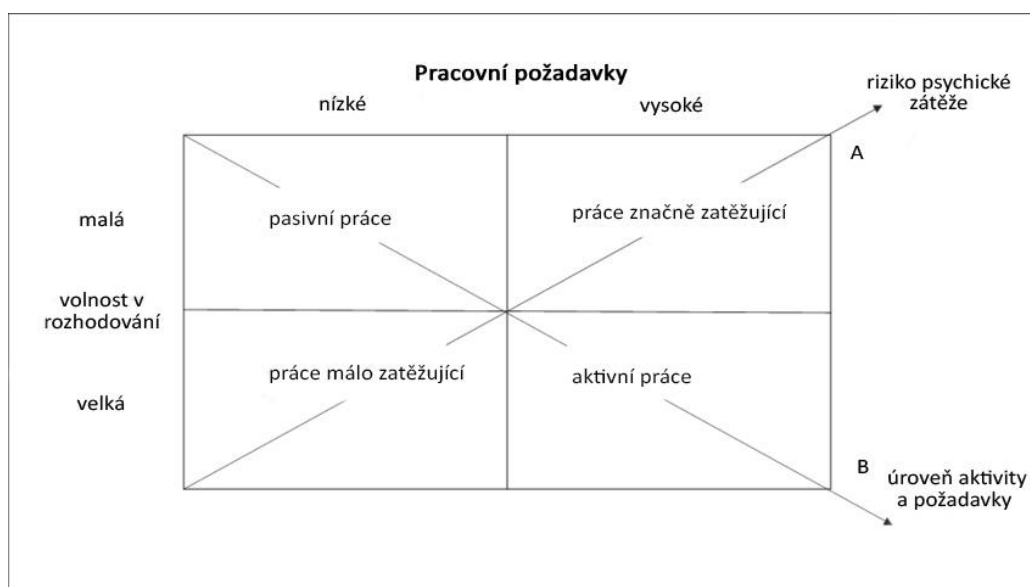 Pracovní požadavky
nízké
vysoké
riziko psychické
zátěže
A
malá
pasivní práce
práce značně zatěžující
volnost v
rozhodování
práce málo zatěžující
aktivní práce
velká
B
úroveň aktivity
a požadavky